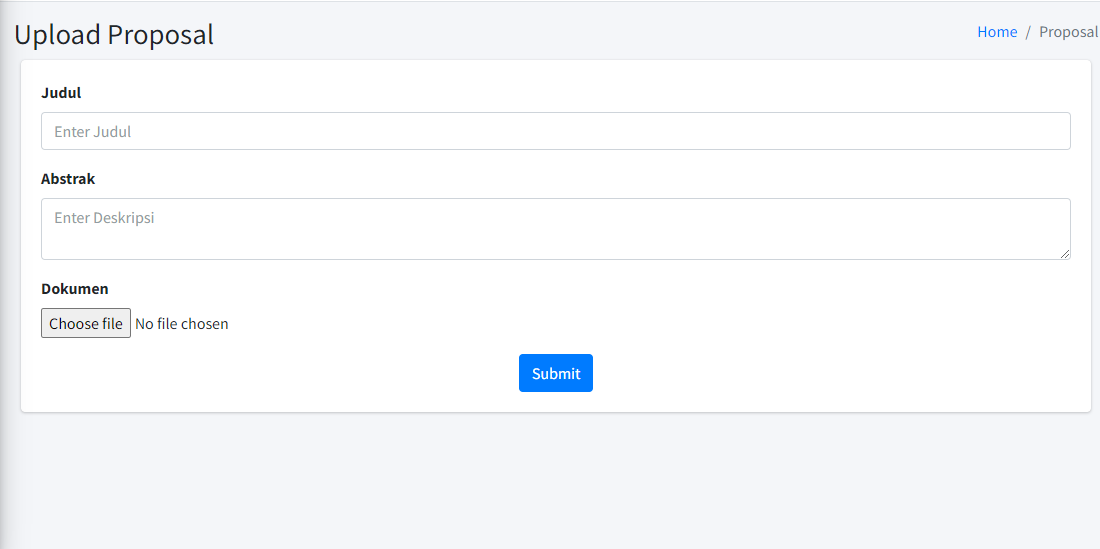 Upload Proposal
Home / Proposal
Judul
Enter Judul
Abstrak
Enter Deskripsi
Dokumen
Choose file No file chosen
Submit